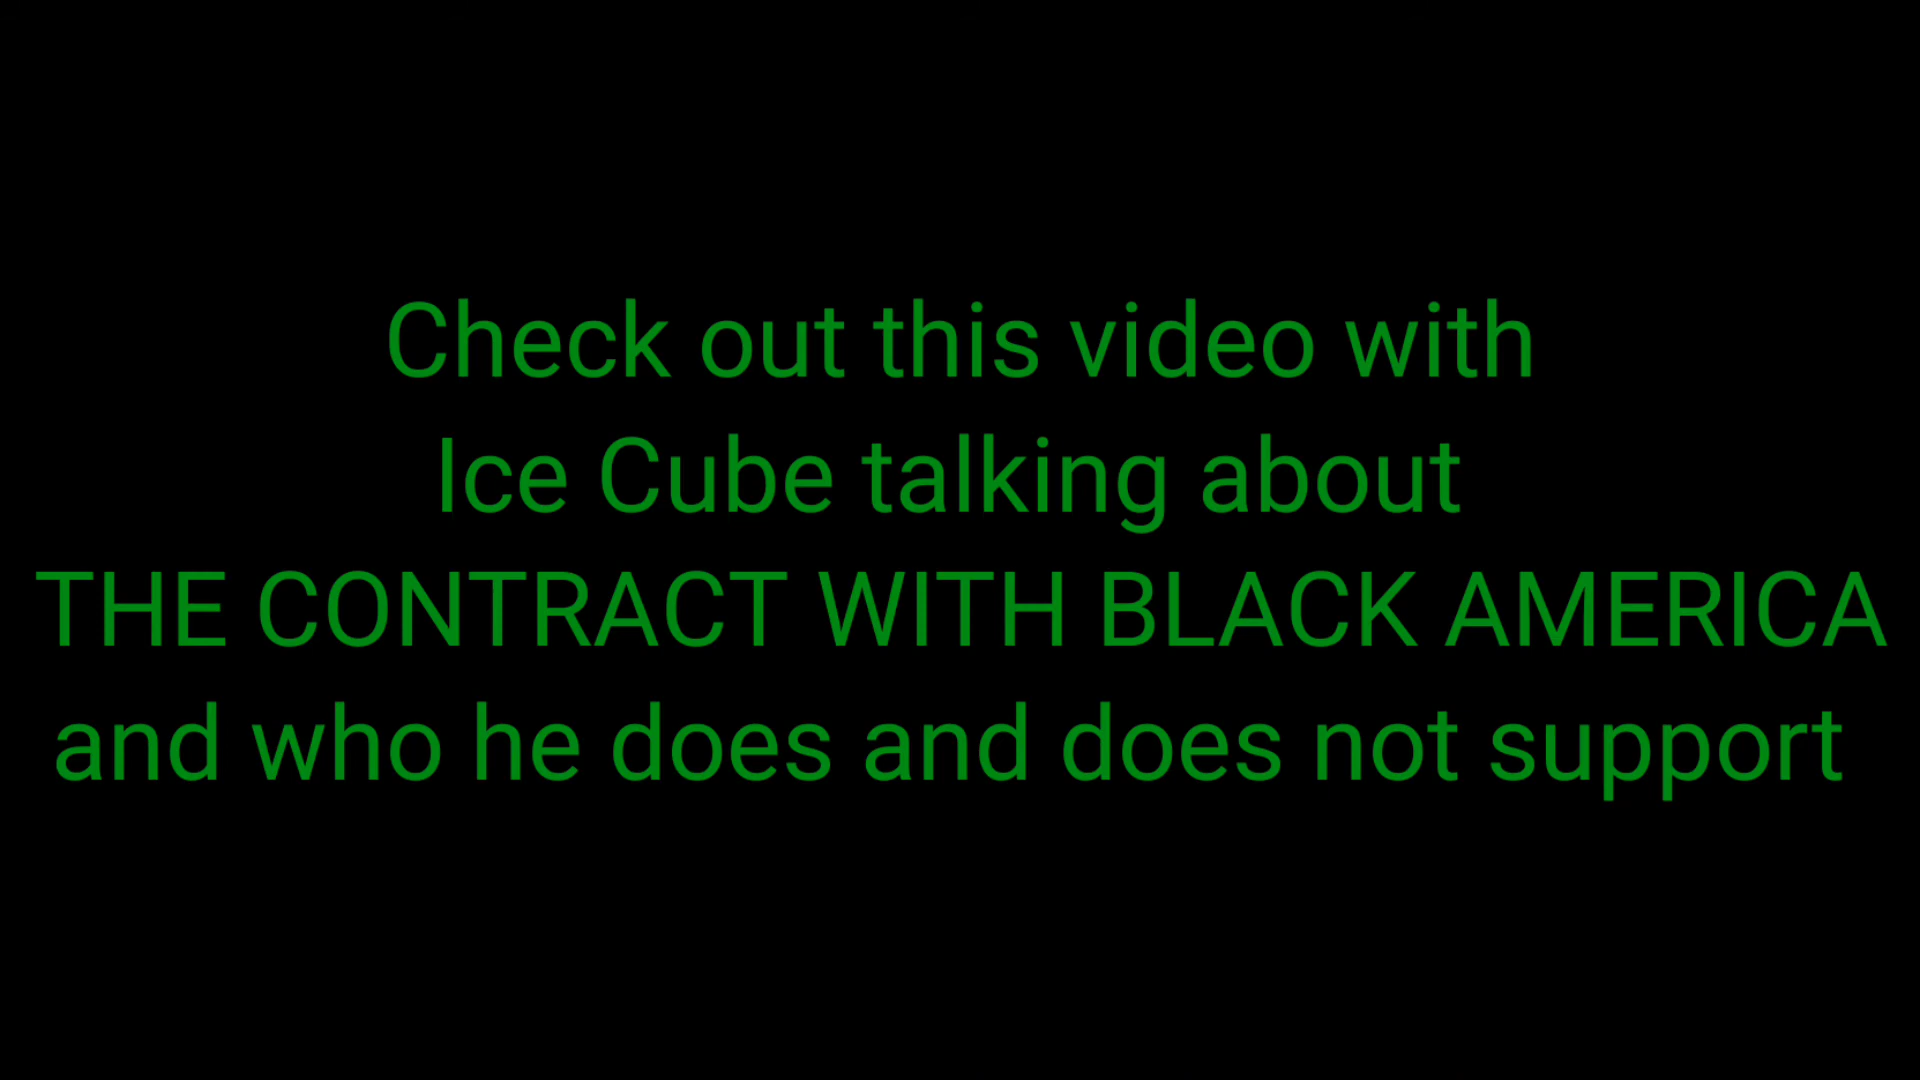 Check out this video with
Ice Cube talking about
THE CONTRACT WITH BLACK AMERICA
and who he does and does not support